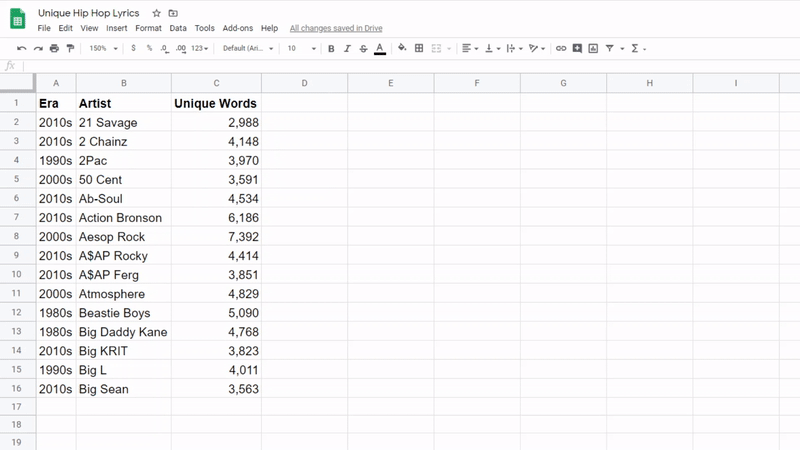 Unique Hip Hop Lyrics
File Edit View Insert Format Data Tools Add-ons Help All changes saved in Drive
150% $ % .0 .00 123 Default (Ari... 10 B I S A
fx
A B C D E F G H I
1 Era Artist Unique Words
2 2010s 21 Savage 2,988
3 2010s 2 Chainz 4,148
4 1990s 2Pac 3,970
5 2000s 50 Cent 3,591
6 2010s Ab-Soul 4,534
7 2010s Action Bronson 6,186
8 2000s Aesop Rock 7,392
9 2010s A$AP Rocky 4,414
10 2010s A$AP Ferg 3,851
11 2000s Atmosphere 4,829
12 1980s Beastie Boys 5,090
13 1980s Big Daddy Kane 4,768
14 2010s Big KRIT 3,823
15 1990s Big L 4,011
16 2010s Big Sean 3,563
17
18
19